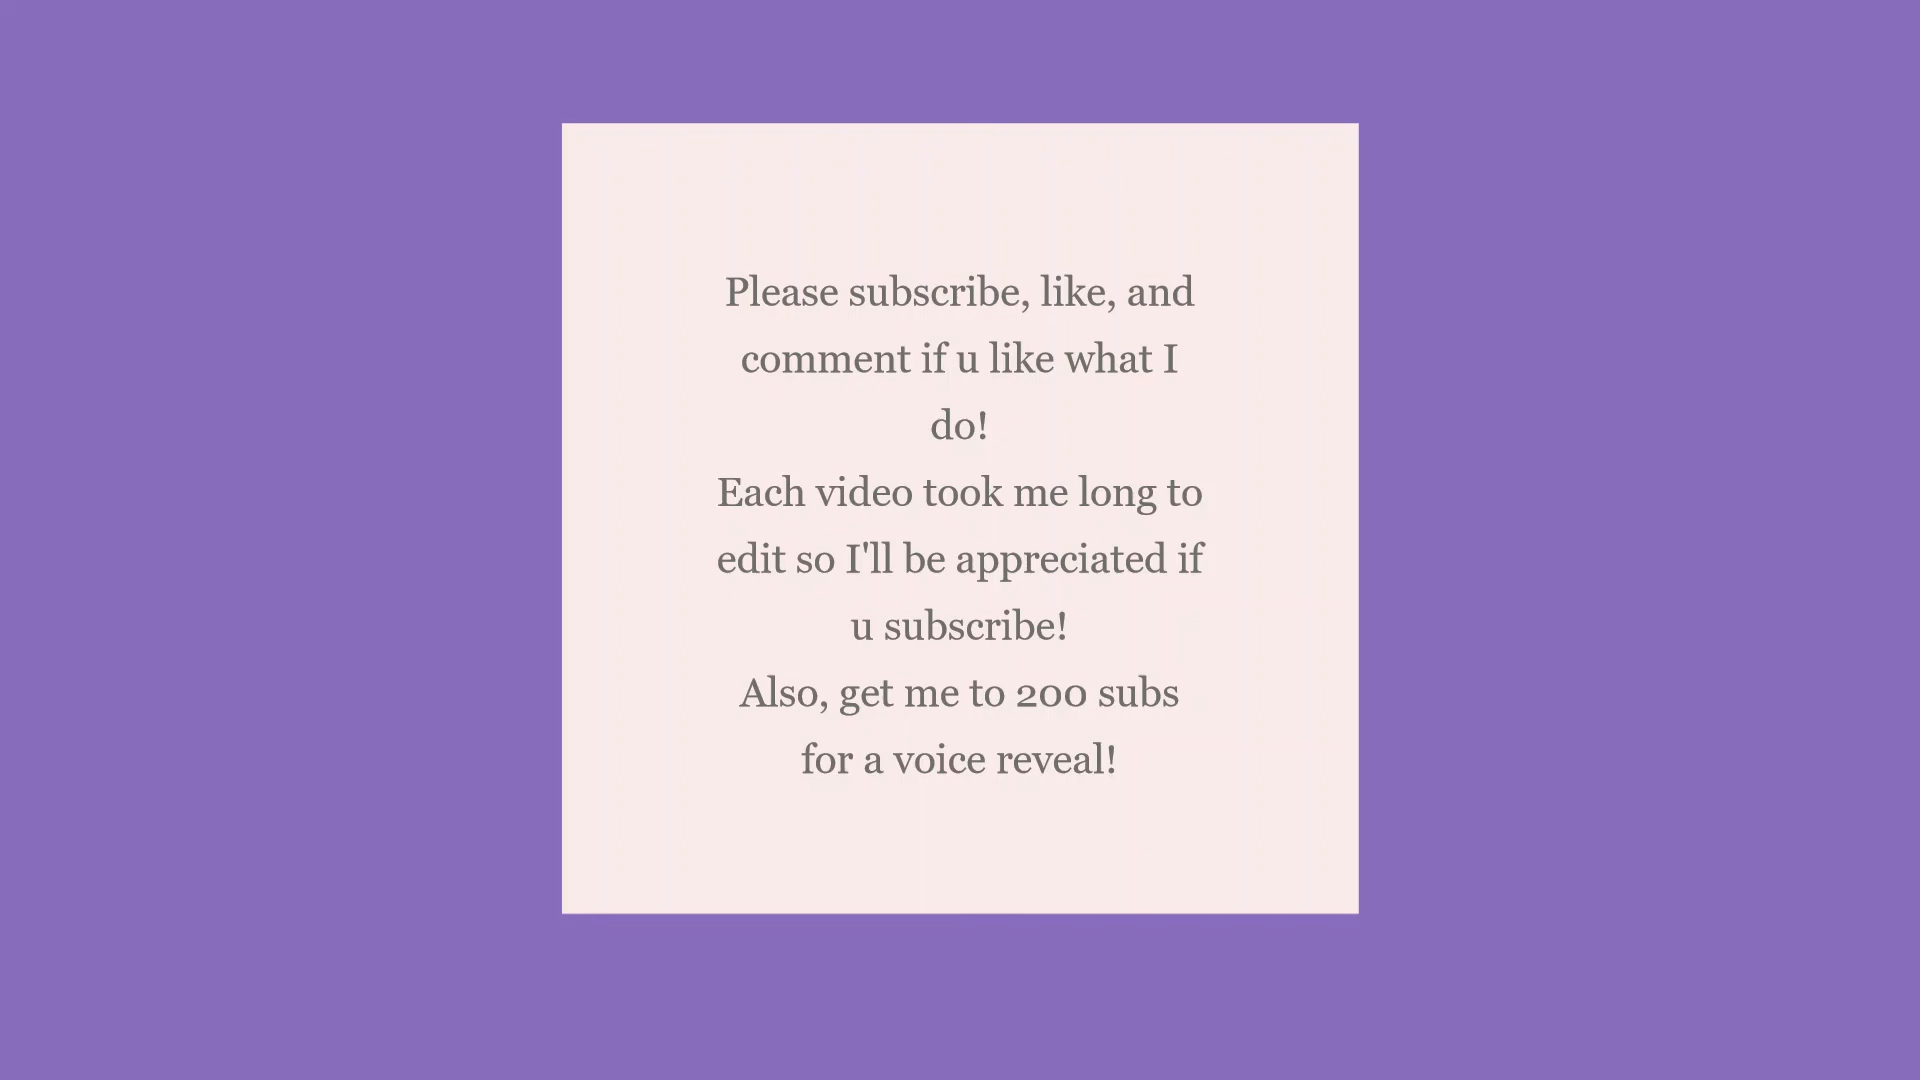 Please subscribe, like, and
comment if u like what I
do!
Each video took me long to
edit so I'll be appreciated if
u subscribe!
Also, get me to 200 subs
for a voice reveal!